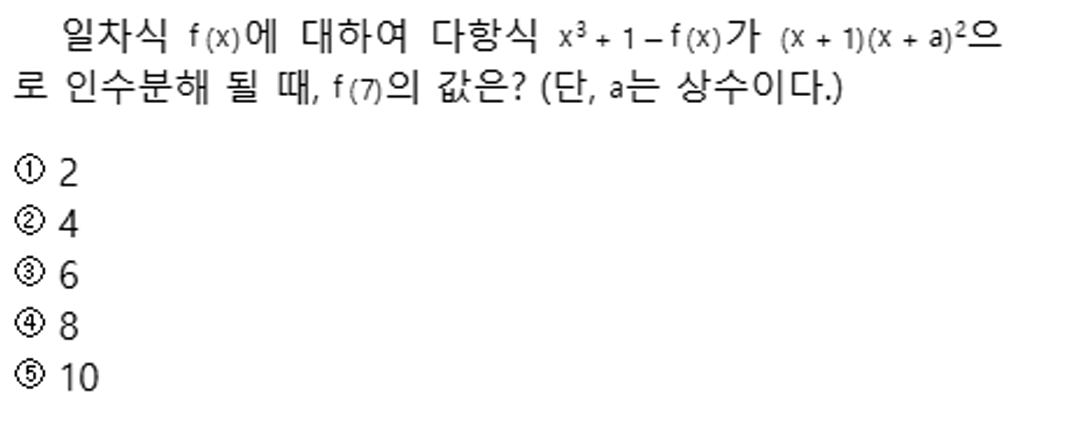 일차식 f(x)에 대하여 다항식 x³ + 1 – f(x)가 (x + 1)(x + a)²으
로 인수분해 될 때, f(7)의 값은? (단, a는 상수이다.)
① 2
② 4
③ 6
④ 8
⑤ 10